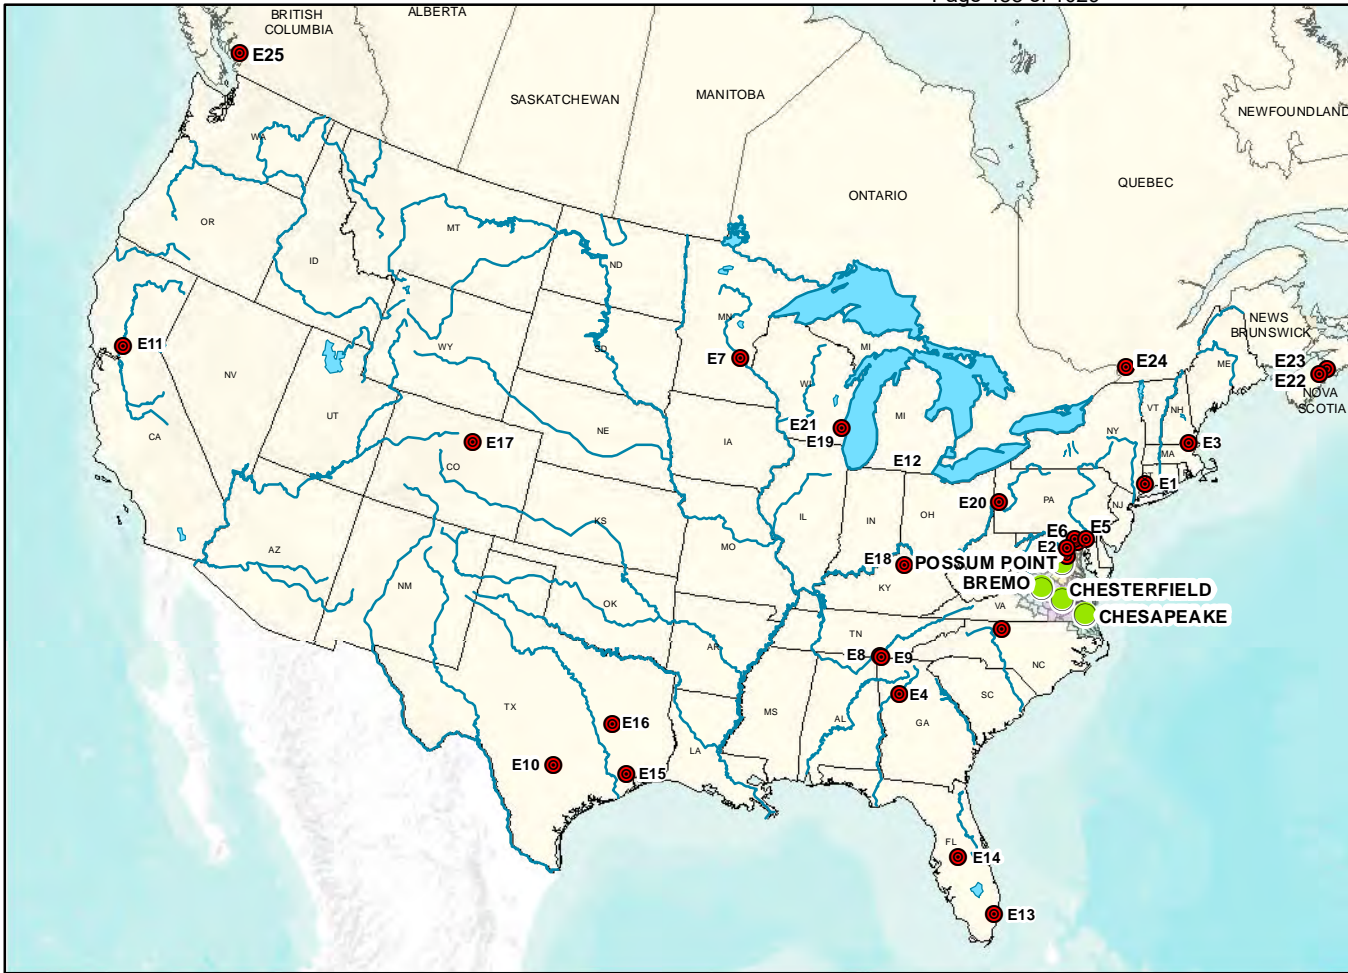 BRITISH
COLUMBIA
ALBERTA
E25
SASKATCHEWAN
MANITOBA
NEWFOUNDLAND
ONTARIO
QUEBEC
WA
OR
MT
ID
ND
MN
NEWS
BRUNSWICK
E11
WY
SD
E7
MI
WI
E24
ME
E23
E22
NOVA
SCOTIA
NV
UT
CA
E17
CO
NE
IA
E21
E19
MI
E12
NY
VT
NH
E3
MA
CT
E1
PA
NJ
E20
OH
IN
IL
KS
MO
AZ
NM
OK
E6
E5
E2
E18
POSSUM POINT
BREMO
CHESTERFIELD
CHESAPEAKE
KY
VA
TN
AR
E8
E9
NC
E4
SC
GA
AL
MS
LA
TX
E16
E10
E15
FL
E14
E13